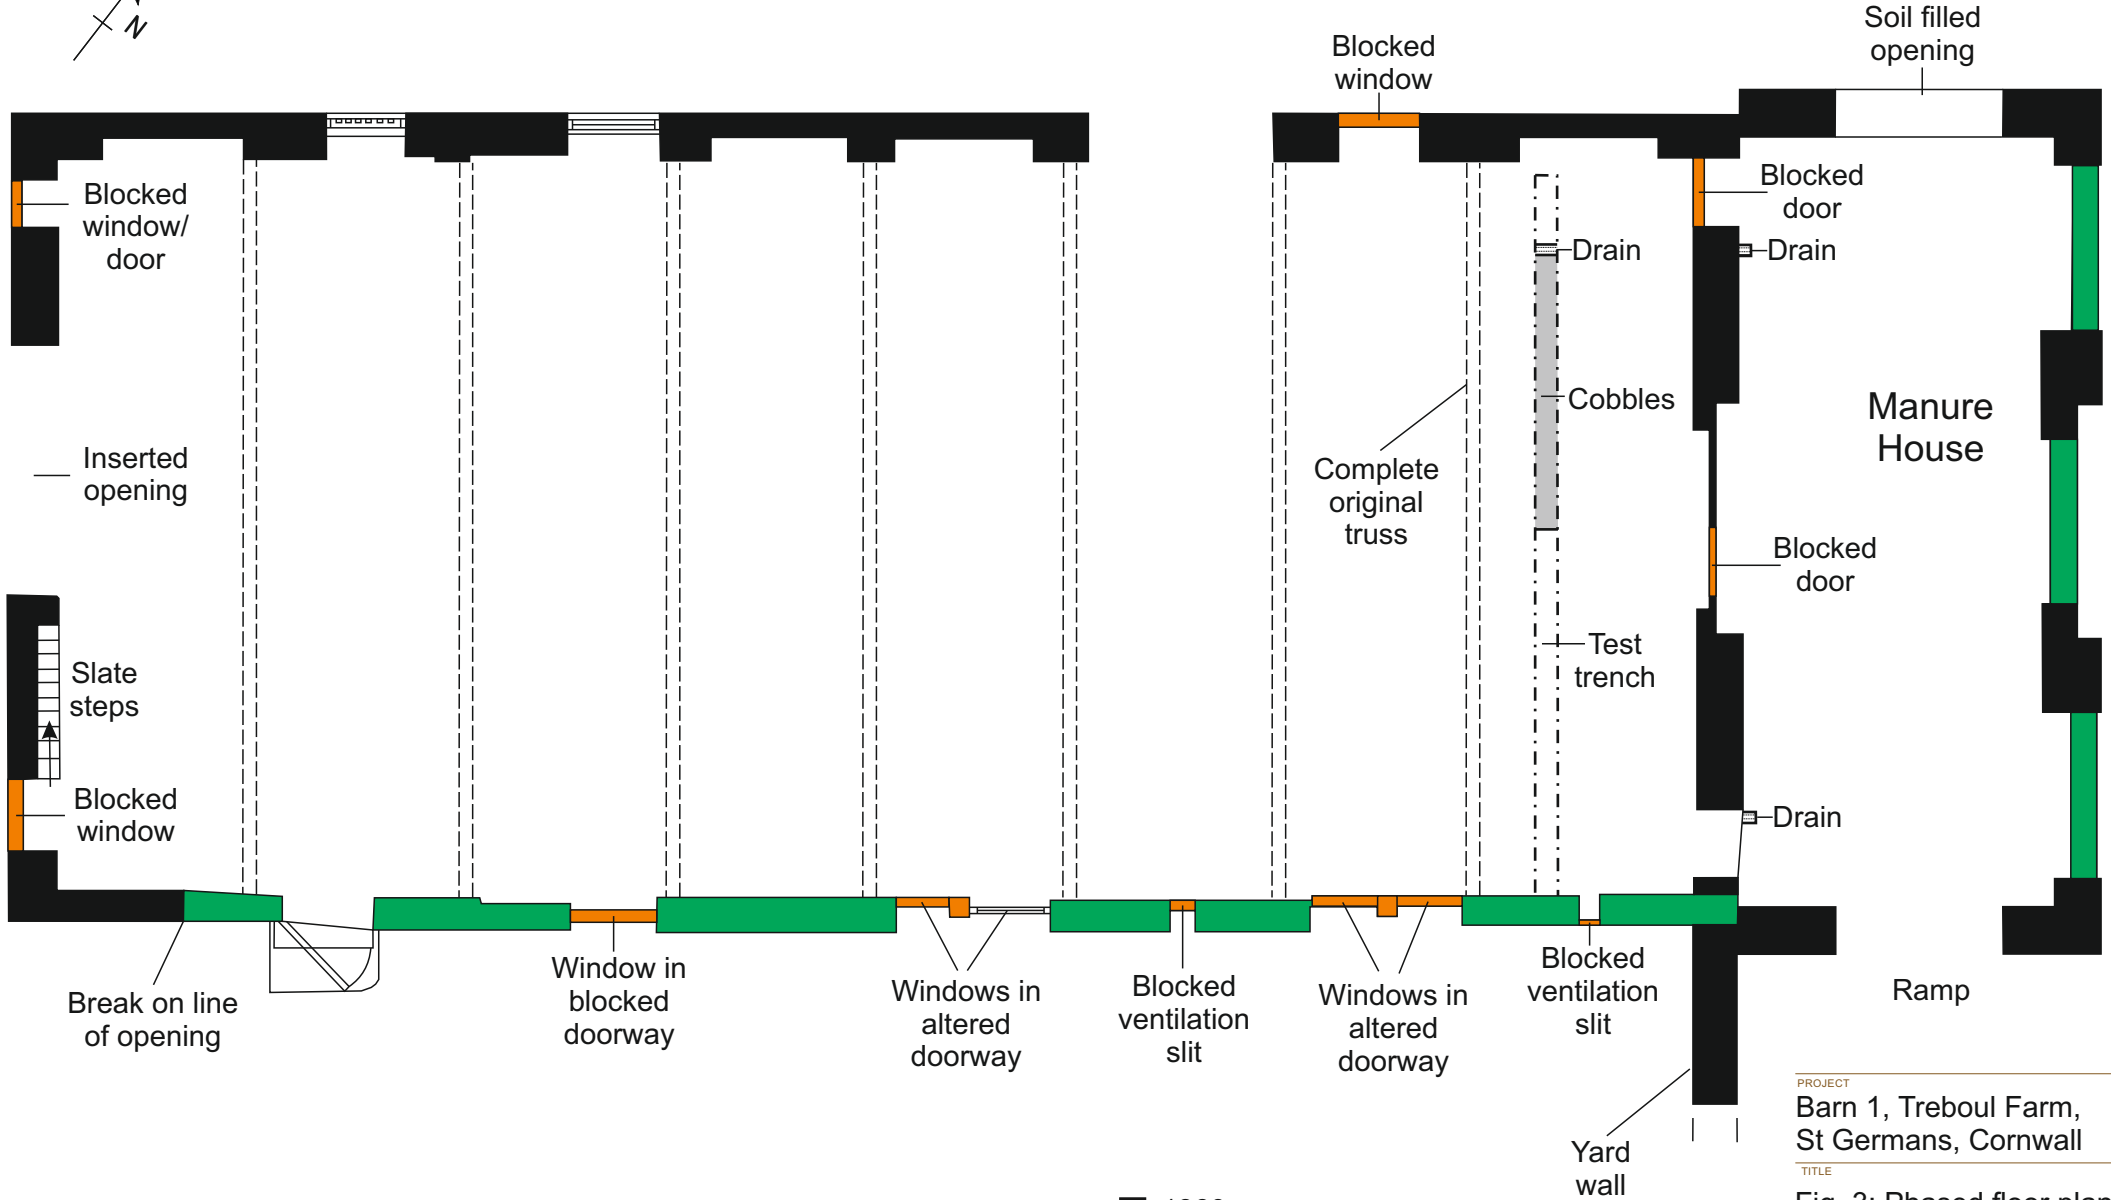 N
Soil filled
opening
Blocked
window
Blocked
window/
door
Blocked
door
Drain
Drain
Cobbles
Manure
House
Inserted
opening
Complete
original
truss
Blocked
door
Test
trench
Slate
steps
Blocked
window
Drain
Break on line
of opening
Window in
blocked
doorway
Windows in
altered
doorway
Blocked
ventilation
slit
Windows in
altered
doorway
Blocked
ventilation
slit
Ramp
Yard
wall
PROJECT
Barn 1, Treboul Farm,
St Germans, Cornwall
TITLE